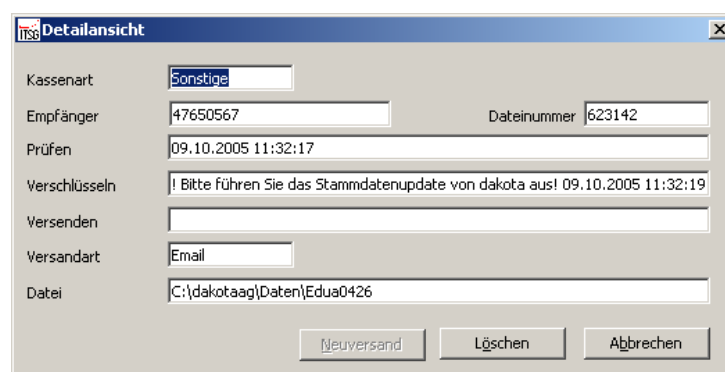 ITSG Detailansicht
Kassenart Sonstige
Empfänger 47650567 Dateinummer 623142
Prüfen 09.10.2005 11:32:17
Verschlüsseln ! Bitte führen Sie das Stammdatenupdate von dakota aus! 09.10.2005 11:32:19
Versenden
Versandart Email
Datei C:\dakotaag\Daten\Edua0426
Neuversand Löschen Abbrechen